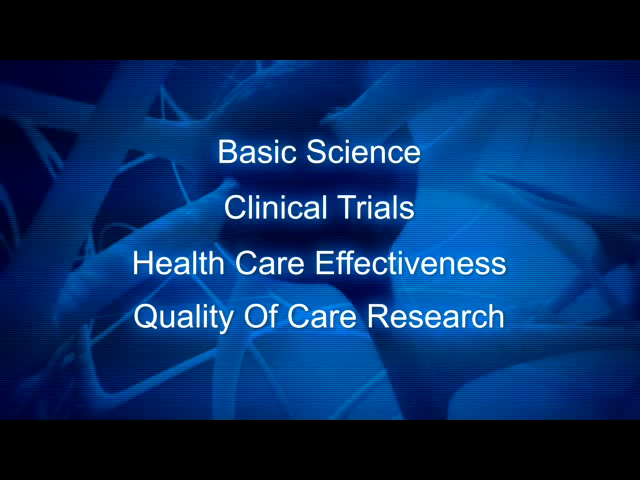 Basic Science
Clinical Trials
Health Care Effectiveness
Quality Of Care Research